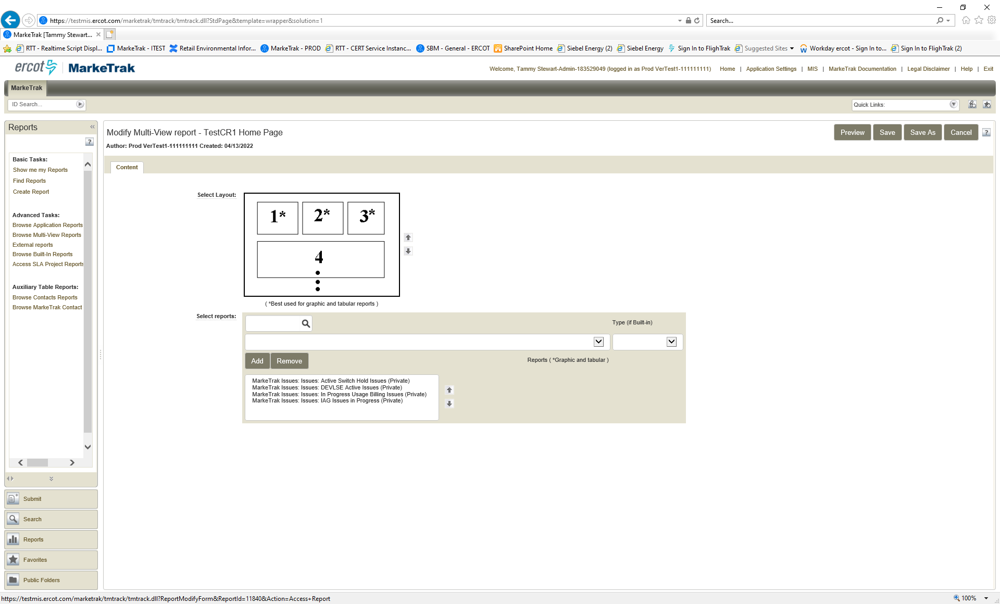 https://testmis.ercot.com/marketrak/tmtrack/tmtrack.dll?StdPage&template=wrapper&solution=1
Search...
MarkeTrak [Tammy Stewart...
RTT - Realtime Script Displ... MarkeTrak - ITEST Retail Environmental Infor... MarkeTrak - PROD RTT - CERT Service Instanc... SBM - General - ERCOT SharePoint Home Siebel Energy (2) Siebel Energy Sign In to FlighTrak Suggested Sites Workday ercot - Sign In to... Sign In to FlighTrak (2)
ercot MarkeTrak
Welcome, Tammy Stewart-Admin-183529049 (logged in as Prod VerTest1-111111111) Home | Application Settings | MIS | MarkeTrak Documentation | Legal Disclaimer | Help | Exit
MarkeTrak
ID Search...
Quick Links:
Reports
?
Basic Tasks:
Show me my Reports
Find Reports
Create Report
Advanced Tasks:
Browse Application Reports
Browse Multi-View Reports
External reports
Browse Built-In Reports
Access SLA Project Reports
Auxiliary Table Reports:
Browse Contacts Reports
Browse MarkeTrak Contact
Submit
Search
Reports
Favorites
Public Folders
Modify Multi-View report - TestCR1 Home Page
Preview Save Save As Cancel ?
Author: Prod VerTest1-111111111 Created: 04/13/2022
Content
Select Layout:
1* 2* 3*
4
( *Best used for graphic and tabular reports )
Select reports:
Type (if Built-in)
Add Remove
Reports ( *Graphic and tabular )
MarkeTrak Issues: Issues: Active Switch Hold Issues (Private)
MarkeTrak Issues: Issues: DEVLSE Active Issues (Private)
MarkeTrak Issues: Issues: In Progress Usage Billing Issues (Private)
MarkeTrak Issues: Issues: IAG Issues in Progress (Private)
https://testmis.ercot.com/marketrak/tmtrack/tmtrack.dll?ReportModifyForm&ReportId=11840&Action=Access+Report
100%